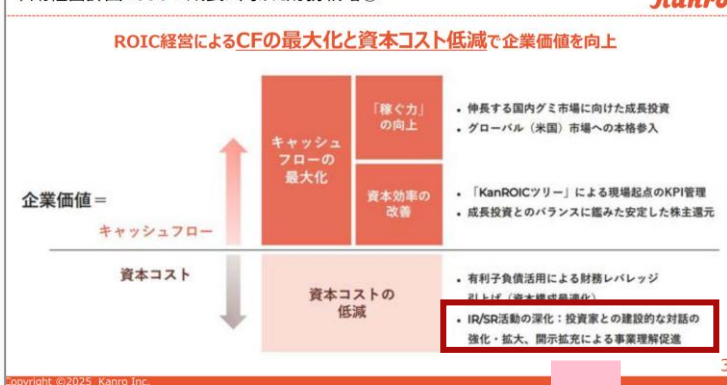 Kanro
ROIC経営によるCFの最大化と資本コスト低減で企業価値を向上
「稼ぐ力」
の向上
・ 伸長する国内グミ市場に向けた成長投資
・ グローバル（米国）市場への本格参入
キャッシュ
フローの
最大化
資本効率の
改善
・ 「KanROICツリー」による現場起点のKPI管理
・ 成長投資とのバランスに鑑みた安定した株主還元
企業価値＝
キャッシュフロー
資本コスト
資本コストの
低減
・ 有利子負債活用による財務レバレッジ
引上げ（資本構成最適化）
・ IR/SR活動の深化：投資家との建設的な対話の
強化・拡大、開示拡充による事業理解促進
Copyright ©2025 Kanro Inc.